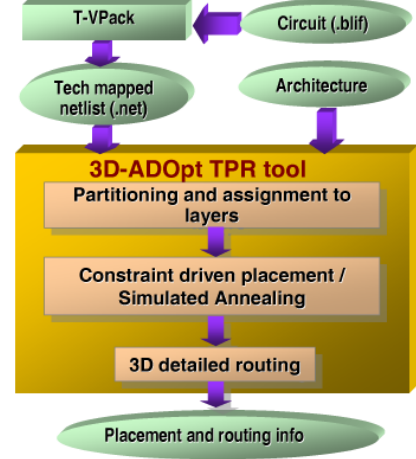 T-VPack
Circuit (.blif)
Tech mapped
netlist (.net)
Architecture
3D-ADOpt TPR tool
Partitioning and assignment to
layers
Constraint driven placement /
Simulated Annealing
3D detailed routing
Placement and routing info